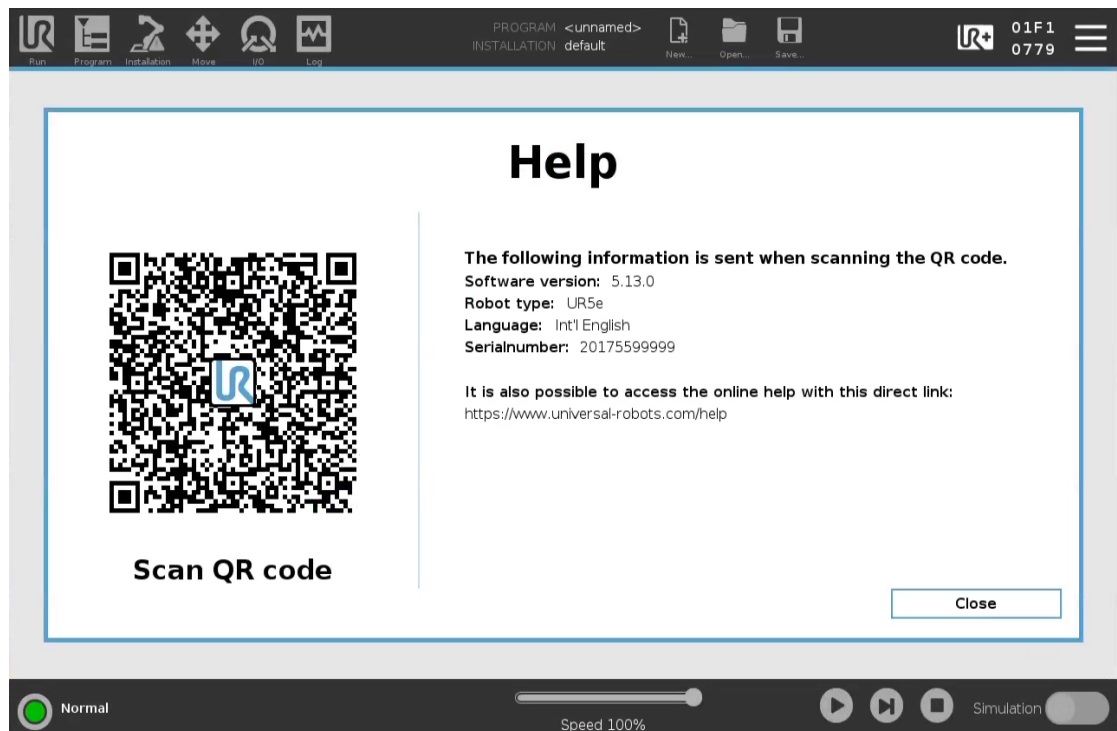 PROGRAM <unnamed>
INSTALLATION default
UR+
01F1
0779
Run
Program
Installation
Move
I/O
Log
New...
Open...
Save...
Help
The following information is sent when scanning the QR code.
Software version: 5.13.0
Robot type: UR5e
Language: Int'l English
Serialnumber: 20175599999
It is also possible to access the online help with this direct link:
https://www.universal-robots.com/help
UR
Scan QR code
Close
Normal
Speed 100%
Simulation